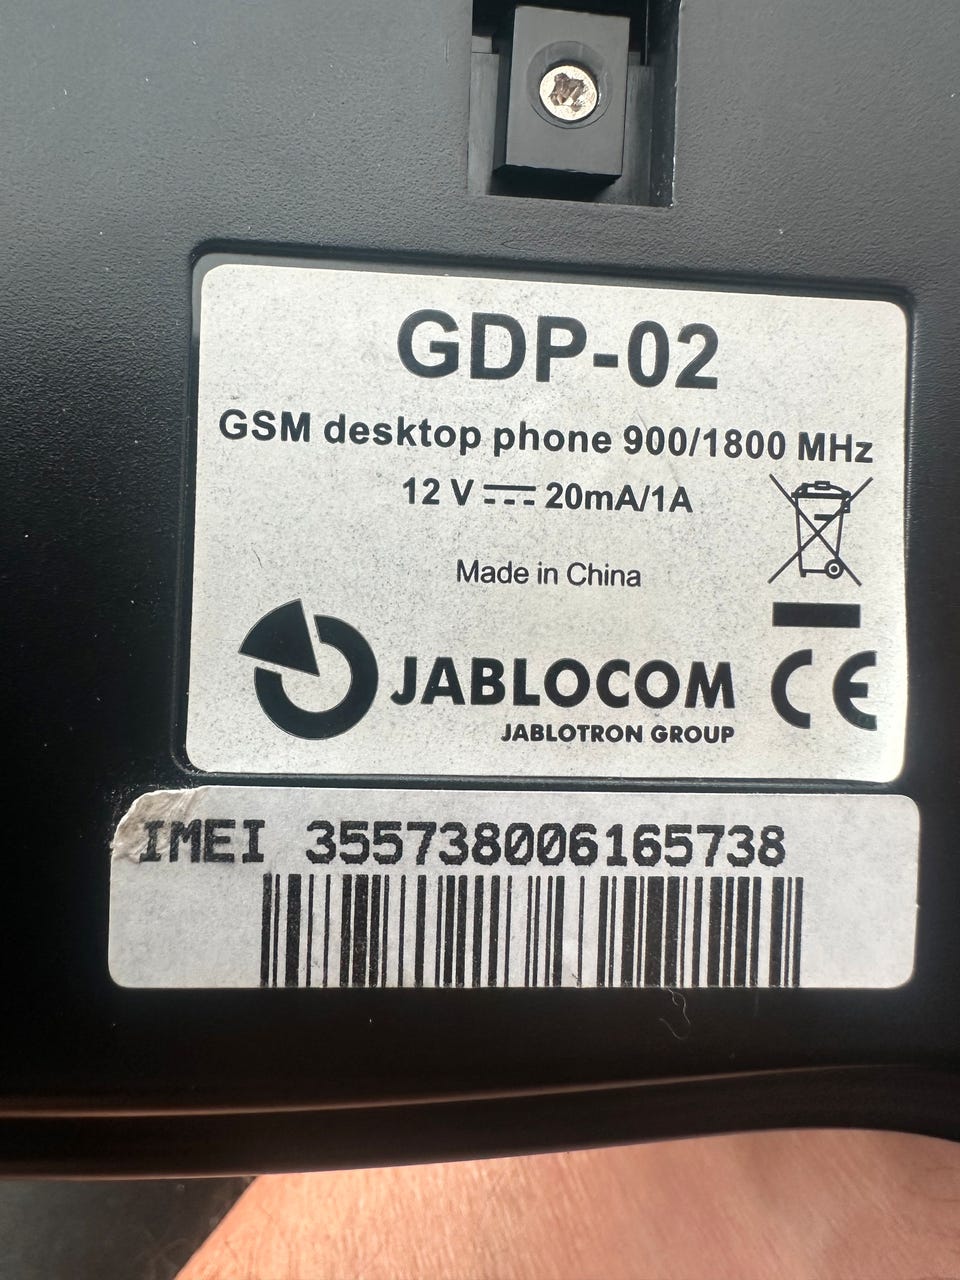 GDP-02
GSM desktop phone 900/1800 MHz
12 V ⎓ 20mA/1A
Made in China
JABLOCOM
JABLOTRON GROUP
CE
IMEI 355738006165738